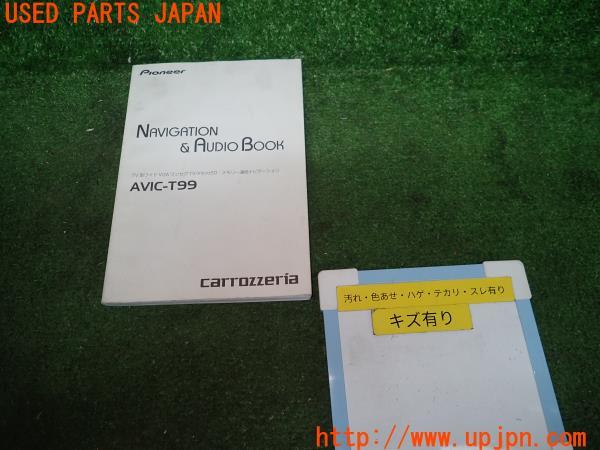 USED PARTS JAPAN
Pioneer
NAVIGATION
& AUDIO BOOK
AVIC-T99
carrozzeria
汚れ・色あせ・ハゲ・テカリ・スレ有り
キズ有り
UPJ
http://www.upjpn.com